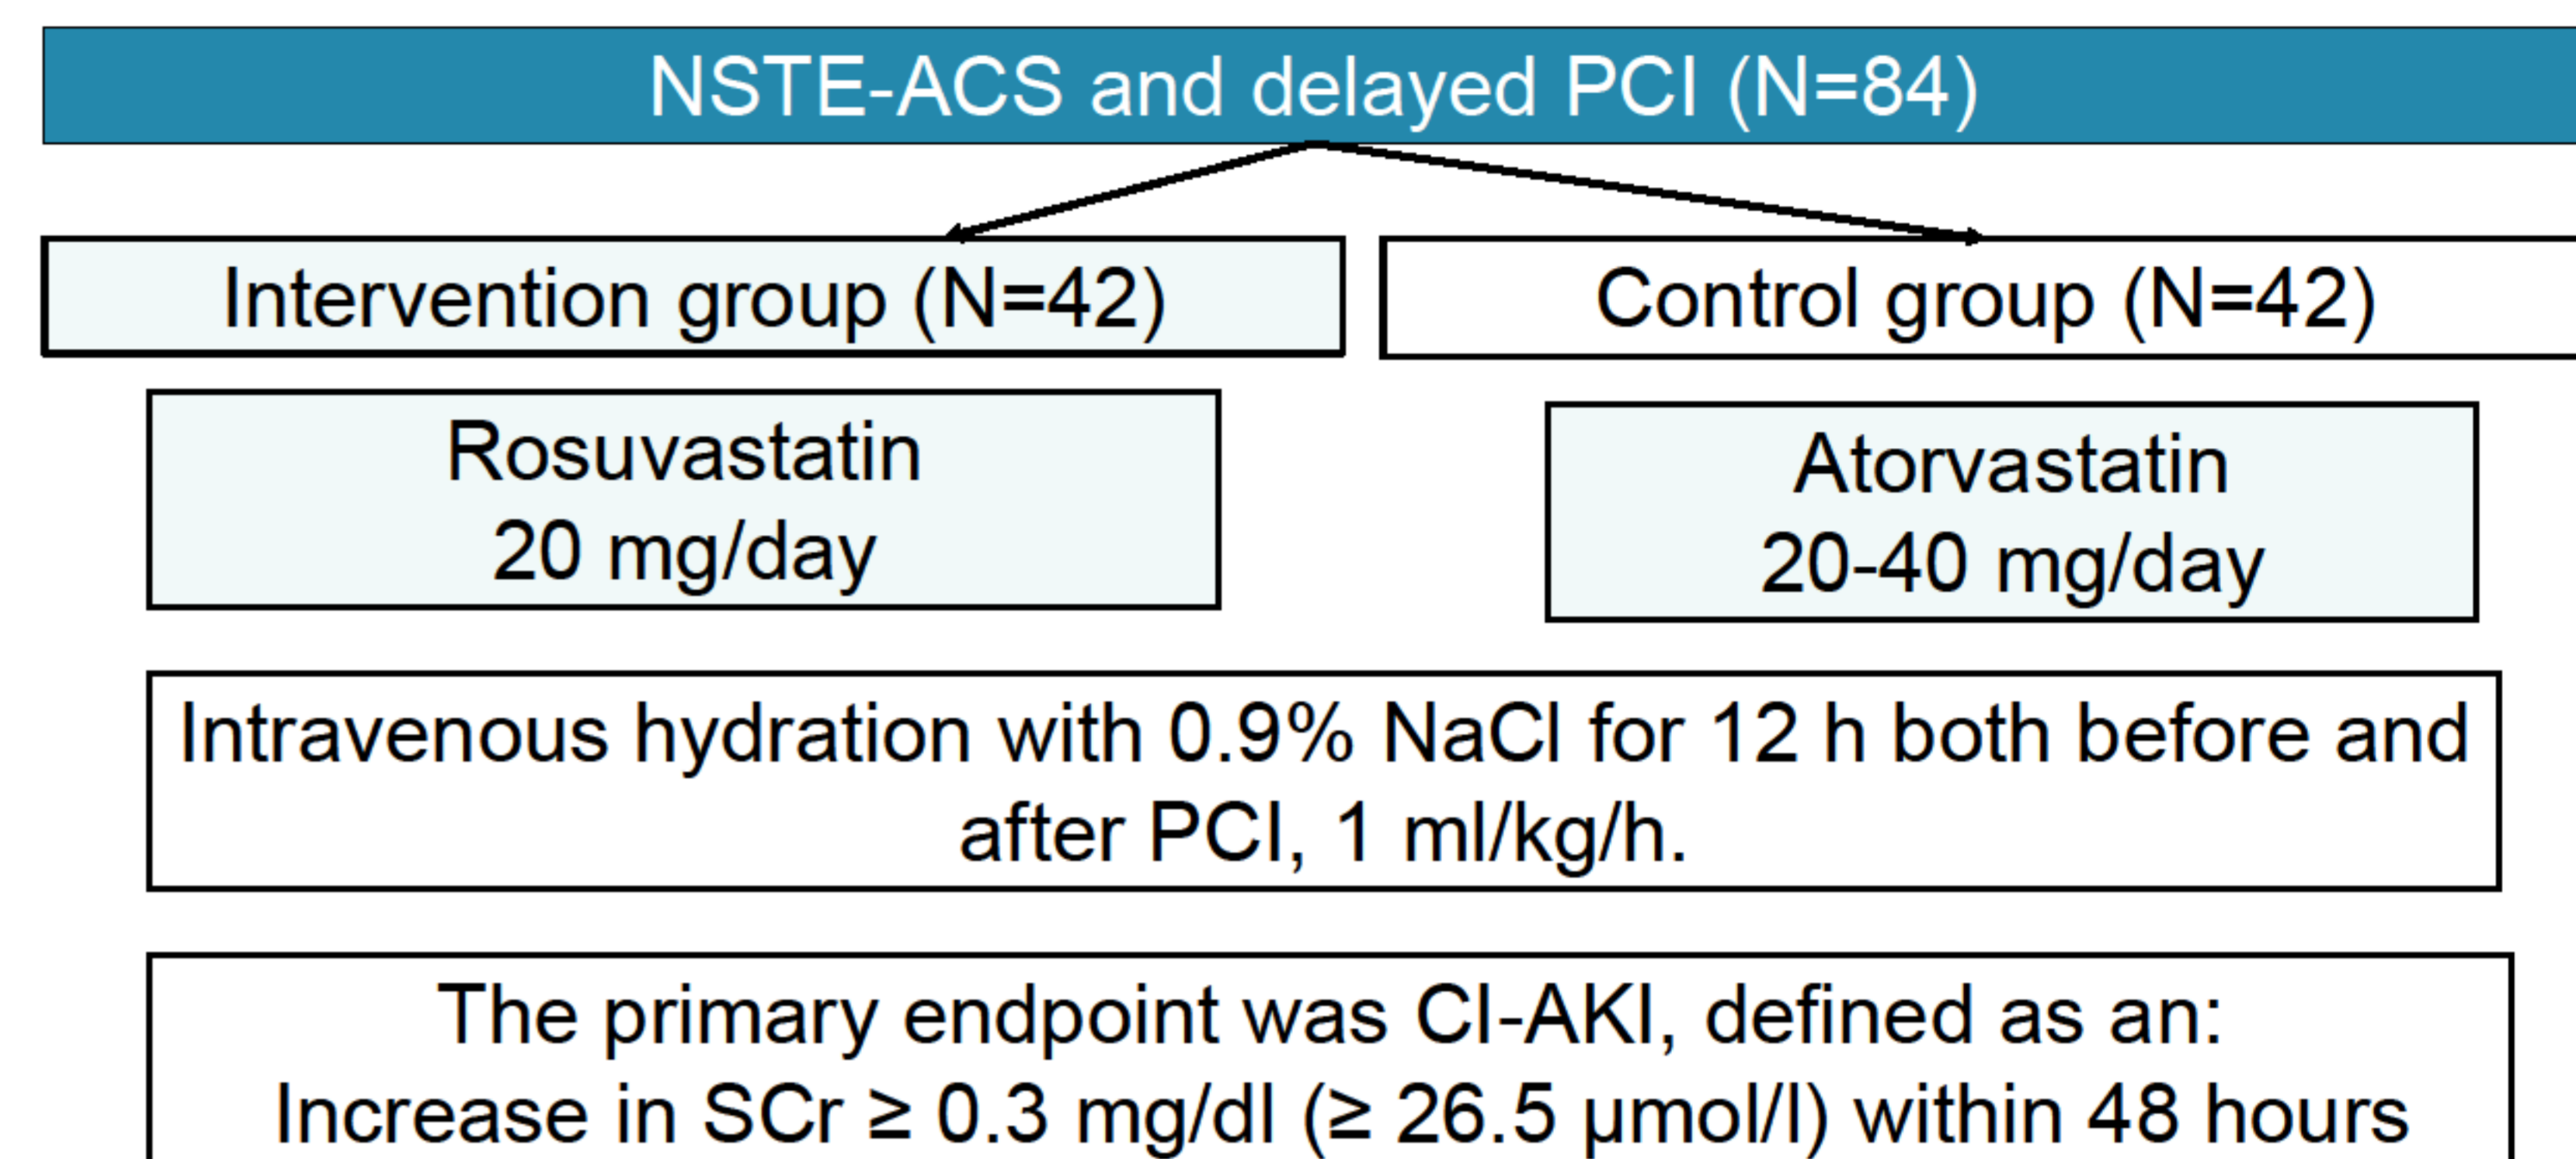 NSTE-ACS and delayed PCI (N=84)
Intervention group (N=42)
Control group (N=42)
Rosuvastatin
20 mg/day
Atorvastatin
20-40 mg/day
Intravenous hydration with 0.9% NaCl for 12 h both before and
after PCI, 1 ml/kg/h.
The primary endpoint was CI-AKI, defined as an:
Increase in SCr ≥ 0.3 mg/dl (≥ 26.5 μmol/l) within 48 hours